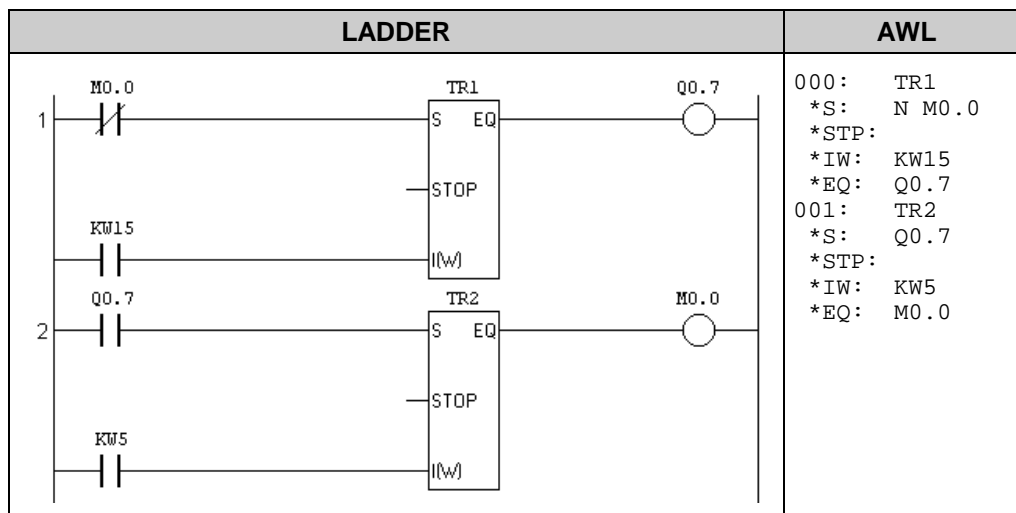 LADDER
AWL
M0.0 TR1 Q0.7
1 S EQ
STOP
KW15
I(W)
Q0.7 TR2 M0.0
2 S EQ
STOP
KW5
I(W)
000: TR1
*S: N M0.0
*STP:
*IW: KW15
*EQ: Q0.7
001: TR2
*S: Q0.7
*STP:
*IW: KW5
*EQ: M0.0